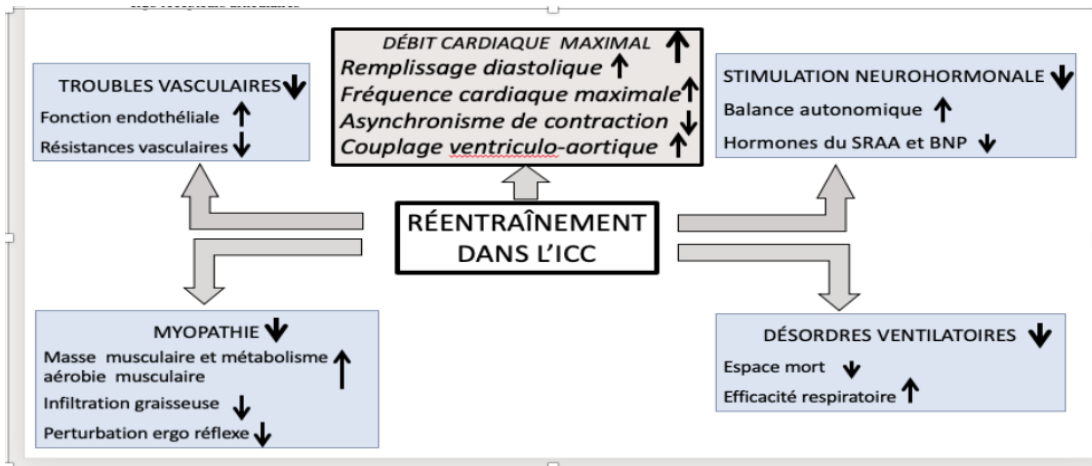 DÉBIT CARDIAQUE MAXIMAL
Remplissage diastolique
Fréquence cardiaque maximale
Asynchronisme de contraction
Couplage ventriculo-aortique
TROUBLES VASCULAIRES
Fonction endothéliale
Résistances vasculaires
STIMULATION NEUROHORMONALE
Balance autonomique
Hormones du SRAA et BNP
RÉENTRAÎNEMENT
DANS L'ICC
MYOPATHIE
Masse musculaire et métabolisme
aérobie musculaire
Infiltration graisseuse
Perturbation ergo réflexe
DÉSORDRES VENTILATOIRES
Espace mort
Efficacité respiratoire